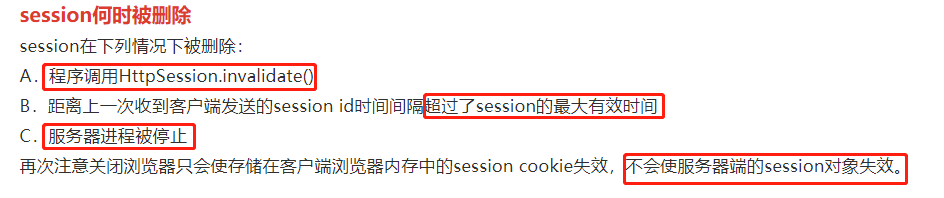 session何时被删除
session在下列情况下被删除：
A．程序调用HttpSession.invalidate()
B．距离上一次收到客户端发送的session id时间间隔超过了session的最大有效时间
C．服务器进程被停止
再次注意关闭浏览器只会使存储在客户端浏览器内存中的session cookie失效，不会使服务器端的session对象失效。